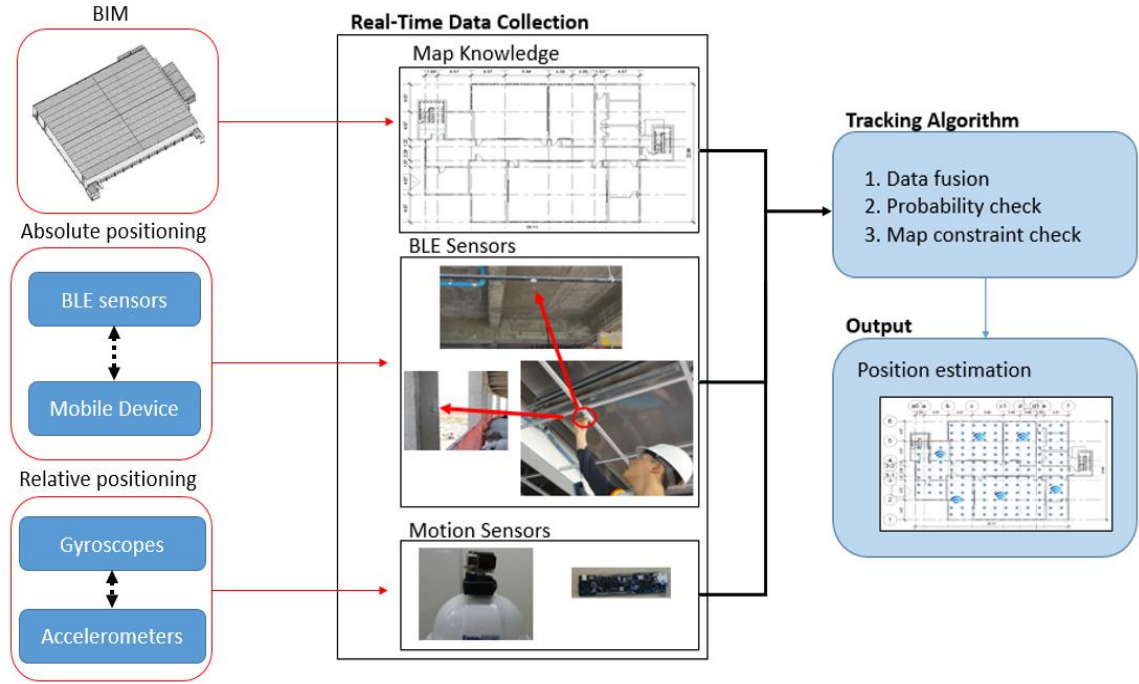 BIM
Absolute positioning
BLE sensors
Mobile Device
Relative positioning
Gyroscopes
Accelerometers
Real-Time Data Collection
Map Knowledge
BLE Sensors
Motion Sensors
Tracking Algorithm
1. Data fusion
2. Probability check
3. Map constraint check
Output
Position estimation